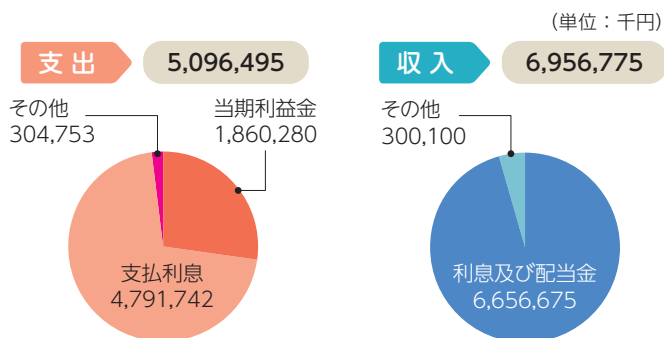 (単位：千円)
支出
5,096,495
収入
6,956,775
その他
304,753
当期利益金
1,860,280
支払利息
4,791,742
その他
300,100
利息及び配当金
6,656,675